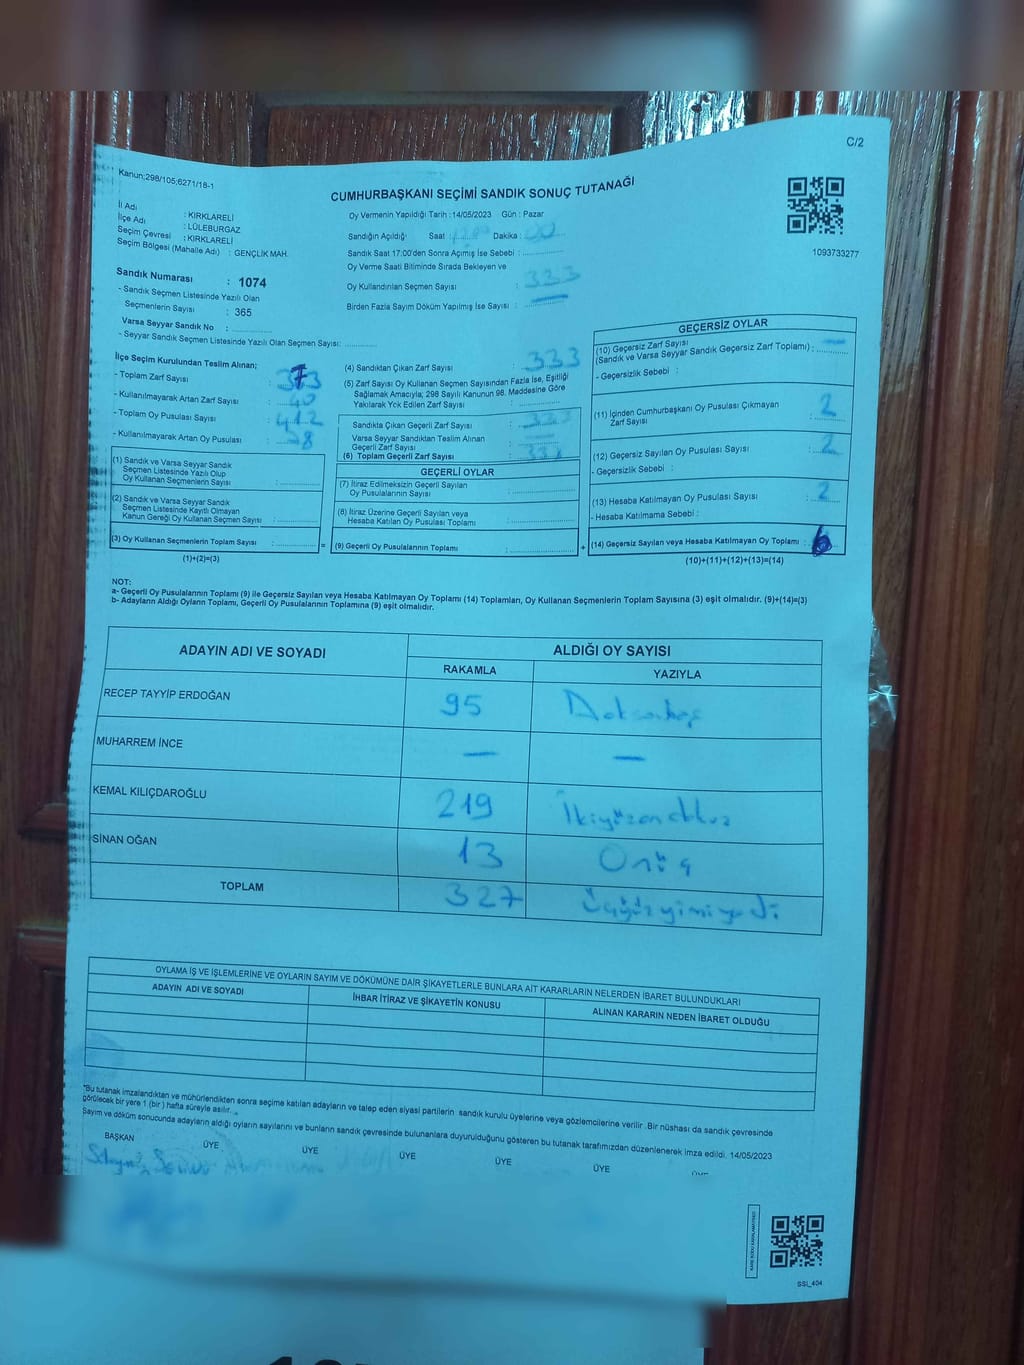 C/2
Kanun;298/105;6271/18-1
CUMHURBAŞKANI SEÇİMİ SANDIK SONUÇ TUTANAĞI
1093733277
İl Adı : KIRKLARELİ
İlçe Adı : LÜLEBURGAZ
Seçim Çevresi : KIRKLARELİ
Seçim Bölgesi (Mahalle Adı) : GENÇLİK MAH.
Sandık Numarası : 1074
- Sandık Seçmen Listesinde Yazılı Olan
Seçmenlerin Sayısı : 365
Varsa Seyyar Sandık No :
- Seyyar Sandık Seçmen Listesinde Yazılı Olan Seçmen Sayısı:
İlçe Seçim Kurulundan Teslim Alınan;
- Toplam Zarf Sayısı : 373
- Kullanılmayarak Artan Zarf Sayısı : 40
- Toplam Oy Pusulası Sayısı : 412
- Kullanılmayarak Artan Oy Pusulası :
(1) Sandık ve Varsa Seyyar Sandık
Seçmen Listesinde Yazılı Olup
Oy Kullanan Seçmenlerin Sayısı :
(2) Sandık ve Varsa Seyyar Sandık
Seçmen Listesinde Kayıtlı Olmayan
Kanun Gereği Oy Kullanan Seçmen Sayısı :
(3) Oy Kullanan Seçmenlerin Toplam Sayısı :
(1)+(2)=(3)
Oy Vermenin Yapıldığı Tarih : 14/05/2023 Gün : Pazar
Sandığın Açıldığı Saat Dakika : 00
Sandık Saat 17:00'den Sonra Açılmış İse Sebebi :
Oy Verme Saati Bitiminde Sırada Bekleyen ve
Oy Kullandırılan Seçmen Sayısı : 333
Birden Fazla Sayım Döküm Yapılmış İse Sayısı : —
(4) Sandıktan Çıkan Zarf Sayısı : 333
(5) Zarf Sayısı Oy Kullanan Seçmen Sayısından Fazla İse, Eşitliği
Sağlamak Amacıyla, 298 Sayılı Kanunun 98. Maddesine Göre
Yakılarak Yok Edilen Zarf Sayısı :
Sandıkta Çıkan Geçerli Zarf Sayısı : 333
Varsa Seyyar Sandıktan Teslim Alınan
Geçerli Zarf Sayısı : —
(6) Toplam Geçerli Zarf Sayısı : 333
GEÇERLİ OYLAR
(7) İtiraz Edilmeksizin Geçerli Sayılan
Oy Pusulalarının Sayısı :
(8) İtiraz Üzerine Geçerli Sayılan veya
Hesaba Katılan Oy Pusulası Toplamı :
= (9) Geçerli Oy Pusulalarının Toplamı :
GEÇERSİZ OYLAR
(10) Geçersiz Zarf Sayısı
(Sandık ve Varsa Seyyar Sandık Geçersiz Zarf Toplamı) : —
- Geçersizlik Sebebi :
(11) İçinden Cumhurbaşkanı Oy Pusulası Çıkmayan
Zarf Sayısı : 2
(12) Geçersiz Sayılan Oy Pusulası Sayısı : 2
- Geçersizlik Sebebi :
(13) Hesaba Katılmayan Oy Pusulası Sayısı : 2
- Hesaba Katılmama Sebebi :
+ (14) Geçersiz Sayılan veya Hesaba Katılmayan Oy Toplamı : 6
(10)+(11)+(12)+(13)=(14)
NOT:
a- Geçerli Oy Pusulalarının Toplamı (9) ile Geçersiz Sayılan veya Hesaba Katılmayan Oy Toplamı (14) Toplamları, Oy Kullanan Seçmenlerin Toplam Sayısına (3) eşit olmalıdır. (9)+(14)=(3)
b- Adayların Aldığı Oyların Toplamı, Geçerli Oy Pusulalarının Toplamına (9) eşit olmalıdır.
ADAYIN ADI VE SOYADI ALDIĞI OY SAYISI
RAKAMLA YAZIYLA
RECEP TAYYİP ERDOĞAN 95 Doksanbeş
MUHARREM İNCE — —
KEMAL KILIÇDAROĞLU 219 İkiyüzondokuz
SİNAN OĞAN 13 Onüç
TOPLAM 327 Üçyüzyirmiyedi
OYLAMA İŞ VE İŞLEMLERİNE VE OYLARIN SAYIM VE DÖKÜMÜNE DAİR ŞİKAYETLERLE BUNLARA AİT KARARLARIN NELERDEN İBARET BULUNDUKLARI
ADAYIN ADI VE SOYADI İHBAR İTİRAZ VE ŞİKAYETİN KONUSU ALINAN KARARIN NEDEN İBARET OLDUĞU
*Bu tutanak imzalandıktan ve mühürlendikten sonra seçime katılan adayların ve talep eden siyasi partilerin sandık kurulu üyelerine veya gözlemcilerine verilir. Bir nüshası da sandık çevresinde
görülecek bir yere 1 (bir) hafta süreyle asılır.
Sayım ve döküm sonucunda adayların aldığı oyların sayılarını ve bunların sandık çevresinde bulunanlara duyurulduğunu gösteren bu tutanak tarafımızdan düzenlenerek imza edildi. 14/05/2023
BAŞKAN ÜYE ÜYE ÜYE ÜYE ÜYE ÜYE
SSI_404